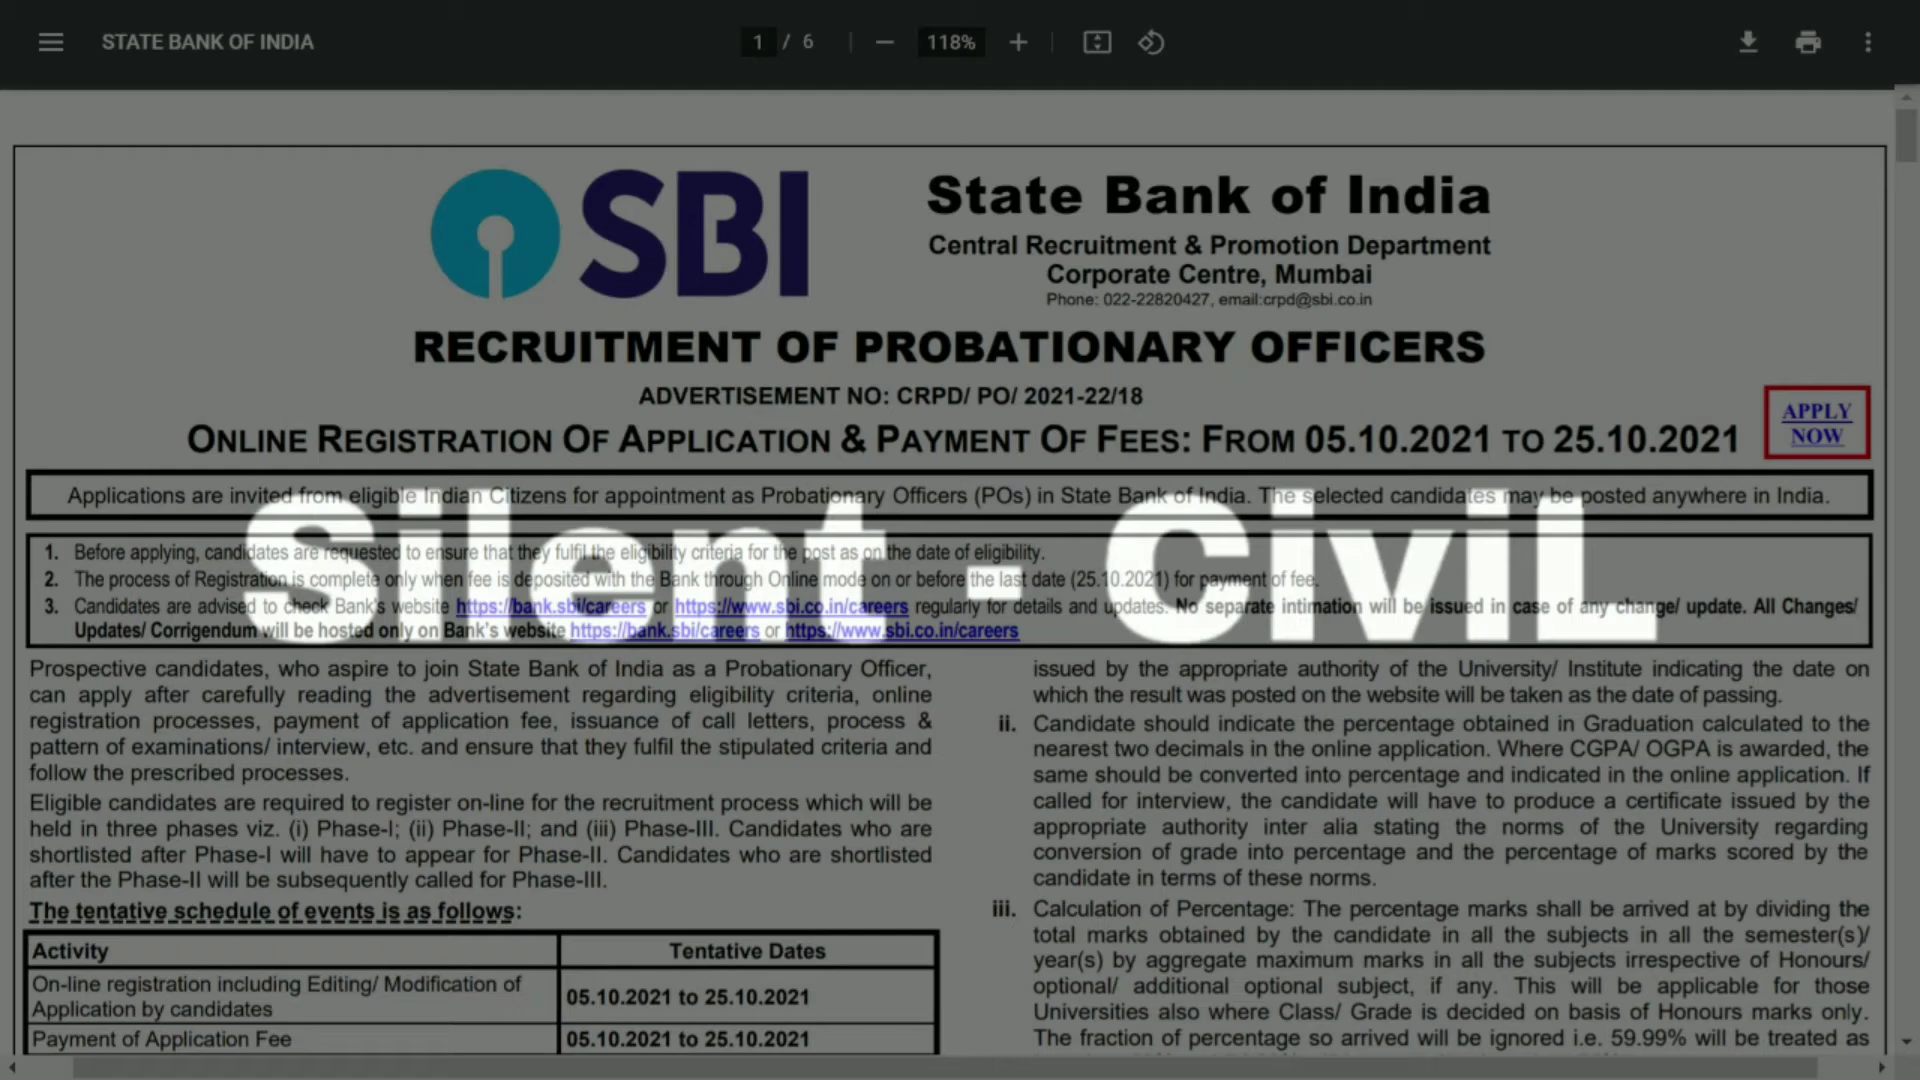 STATE BANK OF INDIA
1 / 6
118%
SBI
State Bank of India
Central Recruitment & Promotion Department
Corporate Centre, Mumbai
Phone: 022-22820427, email:crpd@sbi.co.in
RECRUITMENT OF PROBATIONARY OFFICERS
ADVERTISEMENT NO: CRPD/ PO/ 2021-22/18
ONLINE REGISTRATION OF APPLICATION & PAYMENT OF FEES: FROM 05.10.2021 TO 25.10.2021
APPLY
NOW
Applications are invited from eligible Indian Citizens for appointment as Probationary Officers (POs) in State Bank of India. The selected candidates may be posted anywhere in India.
Silent - CiviL
1. Before applying, candidates are requested to ensure that they fulfil the eligibility criteria for the post as on the date of eligibility.
2. The process of Registration is complete only when fee is deposited with the Bank through Online mode on or before the last date (25.10.2021) for payment of fee.
3. Candidates are advised to check Bank's website https://bank.sbi/careers or https://www.sbi.co.in/careers regularly for details and updates. No separate intimation will be issued in case of any change/ update. All Changes/
Updates/ Corrigendum will be hosted only on Bank's website https://bank.sbi/careers or https://www.sbi.co.in/careers
Prospective candidates, who aspire to join State Bank of India as a Probationary Officer,
can apply after carefully reading the advertisement regarding eligibility criteria, online
registration processes, payment of application fee, issuance of call letters, process &
pattern of examinations/ interview, etc. and ensure that they fulfil the stipulated criteria and
follow the prescribed processes.
Eligible candidates are required to register on-line for the recruitment process which will be
held in three phases viz. (i) Phase-I; (ii) Phase-II; and (iii) Phase-III. Candidates who are
shortlisted after Phase-I will have to appear for Phase-II. Candidates who are shortlisted
after the Phase-II will be subsequently called for Phase-III.
The tentative schedule of events is as follows:
Activity Tentative Dates
On-line registration including Editing/ Modification of
Application by candidates 05.10.2021 to 25.10.2021
Payment of Application Fee 05.10.2021 to 25.10.2021
issued by the appropriate authority of the University/ Institute indicating the date on
which the result was posted on the website will be taken as the date of passing.
ii. Candidate should indicate the percentage obtained in Graduation calculated to the
nearest two decimals in the online application. Where CGPA/ OGPA is awarded, the
same should be converted into percentage and indicated in the online application. If
called for interview, the candidate will have to produce a certificate issued by the
appropriate authority inter alia stating the norms of the University regarding
conversion of grade into percentage and the percentage of marks scored by the
candidate in terms of these norms.
iii. Calculation of Percentage: The percentage marks shall be arrived at by dividing the
total marks obtained by the candidate in all the subjects in all the semester(s)/
year(s) by aggregate maximum marks in all the subjects irrespective of Honours/
optional/ additional optional subject, if any. This will be applicable for those
Universities also where Class/ Grade is decided on basis of Honours marks only.
The fraction of percentage so arrived will be ignored i.e. 59.99% will be treated as